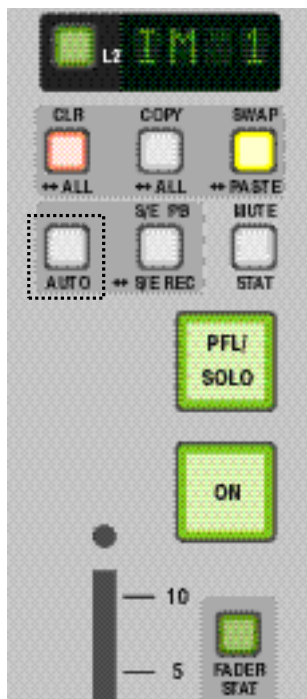 L2 IM 1
CLR COPY SWAP
↔ ALL ↔ ALL ↔ PASTE
S/E PB MUTE
AUTO ↔ S/E REC STAT
PFL/
SOLO
ON
10
5
FADER
STAT